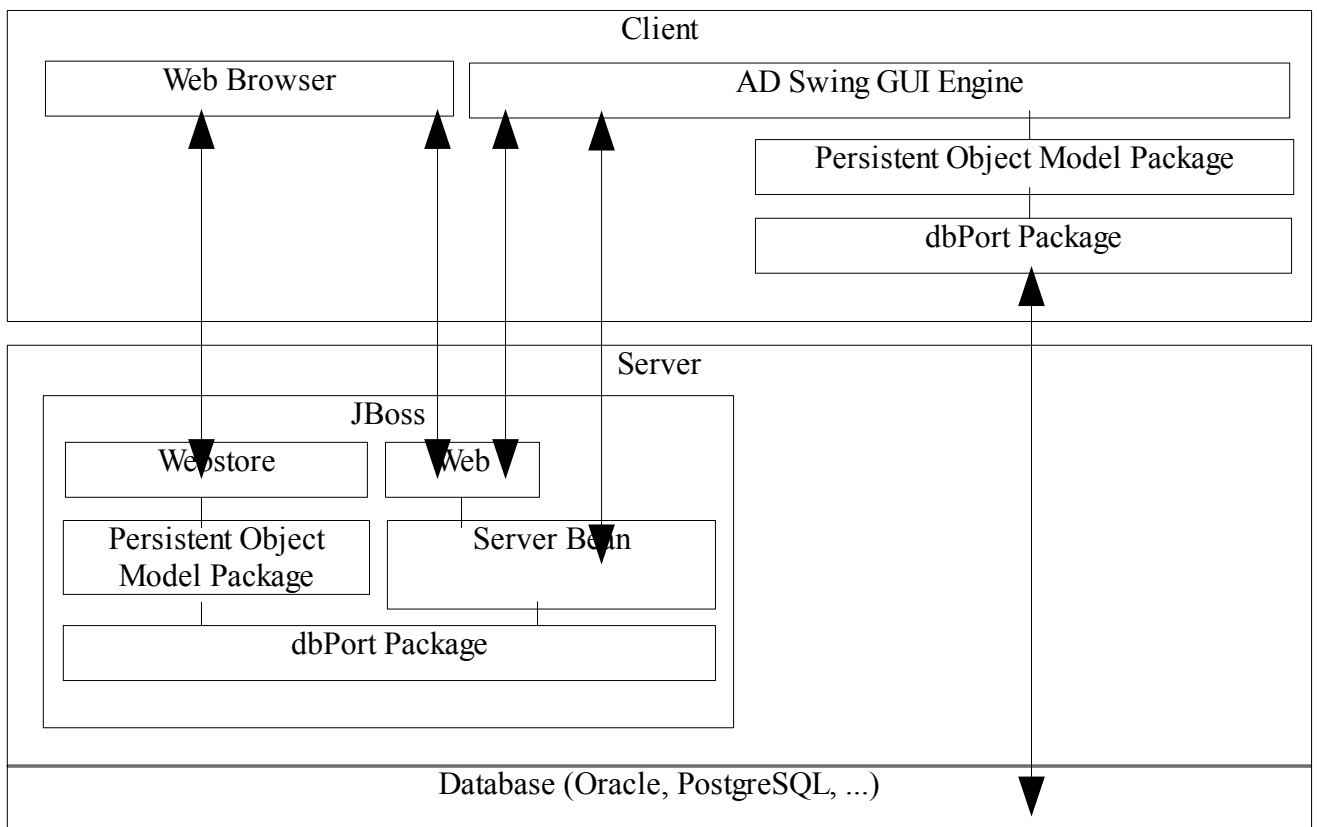 Client
Web Browser
AD Swing GUI Engine
Persistent Object Model Package
dbPort Package
Server
JBoss
Webstore
Web
Persistent Object
Model Package
Server Bean
dbPort Package
Database (Oracle, PostgreSQL, ...)